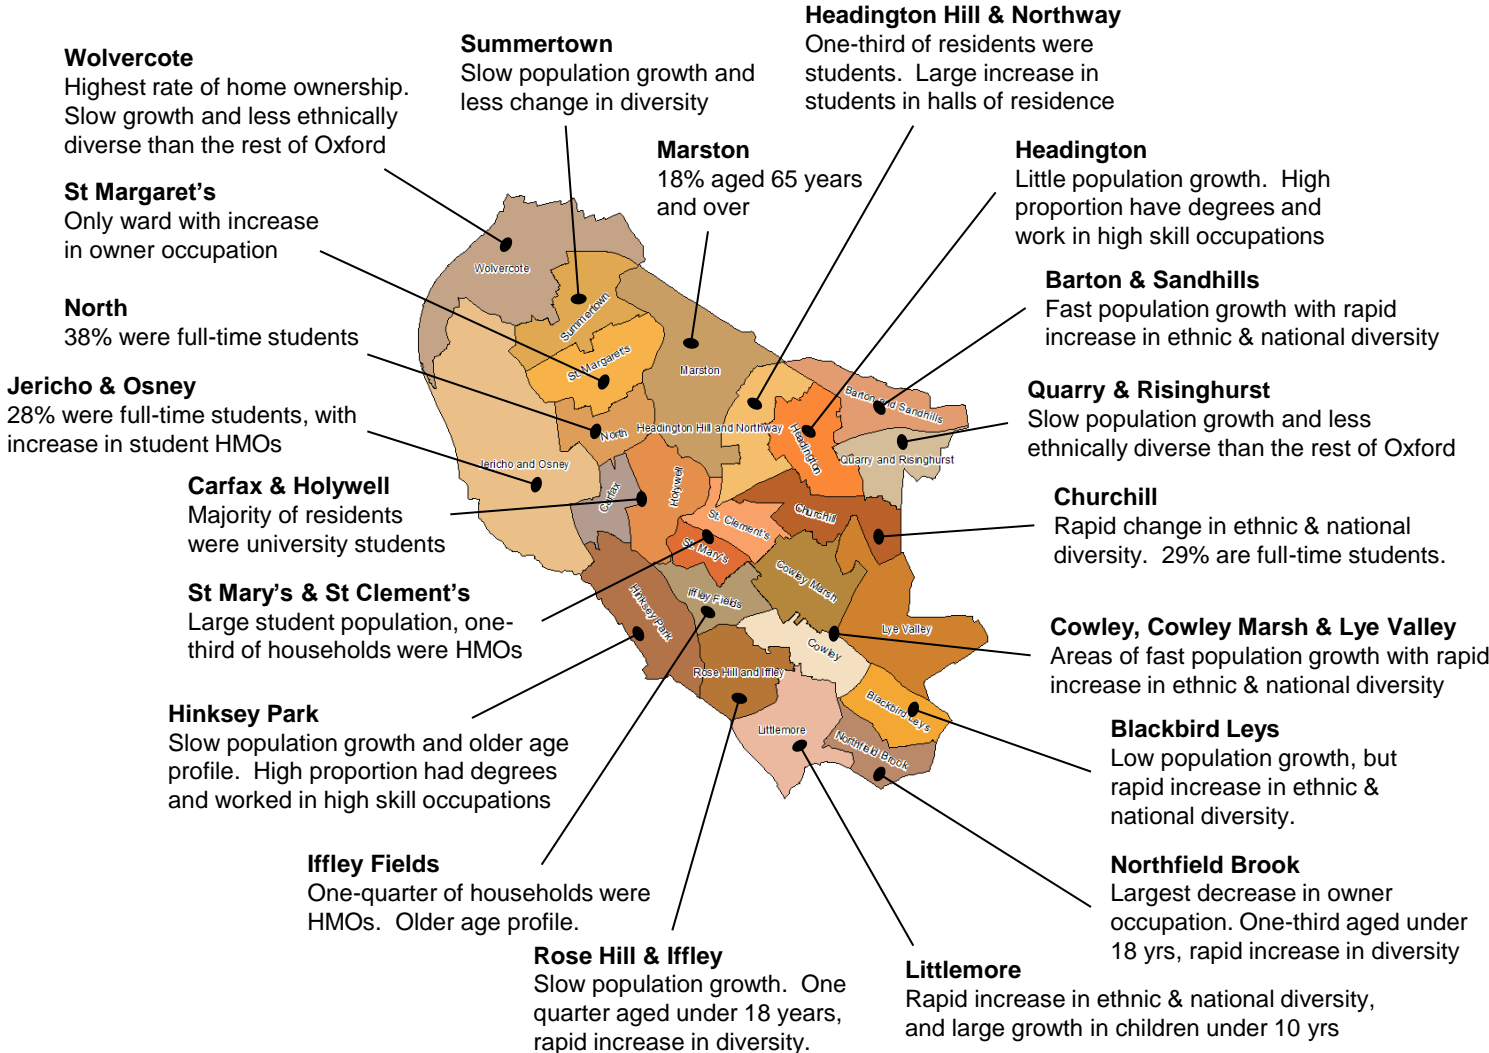 Headington Hill & Northway
One-third of residents were
students.  Large increase in
students in halls of residence
Summertown
Slow population growth and
less change in diversity
Wolvercote
Highest rate of home ownership.
Slow growth and less ethnically
diverse than the rest of Oxford
Marston
18% aged 65 years
and over
Headington
Little population growth.  High
proportion have degrees and
work in high skill occupations
St Margaret's
Only ward with increase
in owner occupation
Barton & Sandhills
Fast population growth with rapid
increase in ethnic & national diversity
North
38% were full-time students
Jericho & Osney
28% were full-time students, with
increase in student HMOs
Quarry & Risinghurst
Slow population growth and less
ethnically diverse than the rest of Oxford
Carfax & Holywell
Majority of residents
were university students
Churchill
Rapid change in ethnic & national
diversity.  29% are full-time students.
St Mary's & St Clement's
Large student population, one-
third of households were HMOs
Cowley, Cowley Marsh & Lye Valley
Areas of fast population growth with rapid
increase in ethnic & national diversity
Hinksey Park
Slow population growth and older age
profile.  High proportion had degrees
and worked in high skill occupations
Blackbird Leys
Low population growth, but
rapid increase in ethnic &
national diversity.
Iffley Fields
One-quarter of households were
HMOs.  Older age profile.
Northfield Brook
Largest decrease in owner
occupation. One-third aged under
18 yrs, rapid increase in diversity
Rose Hill & Iffley
Slow population growth.  One
quarter aged under 18 years,
rapid increase in diversity.
Littlemore
Rapid increase in ethnic & national diversity,
and large growth in children under 10 yrs
Wolvercote
Summertown
St Margaret's
Marston
Barton and Sandhills
North
Headington Hill and Northway
Headington
Quarry and Risinghurst
Jericho and Osney
Carfax
Holywell
St. Clement's
Churchill
St. Mary's
Cowley Marsh
Hinksey Park
Iffley Fields
Lye Valley
Cowley
Rose Hill and Iffley
Blackbird Leys
Littlemore
Northfield Brook